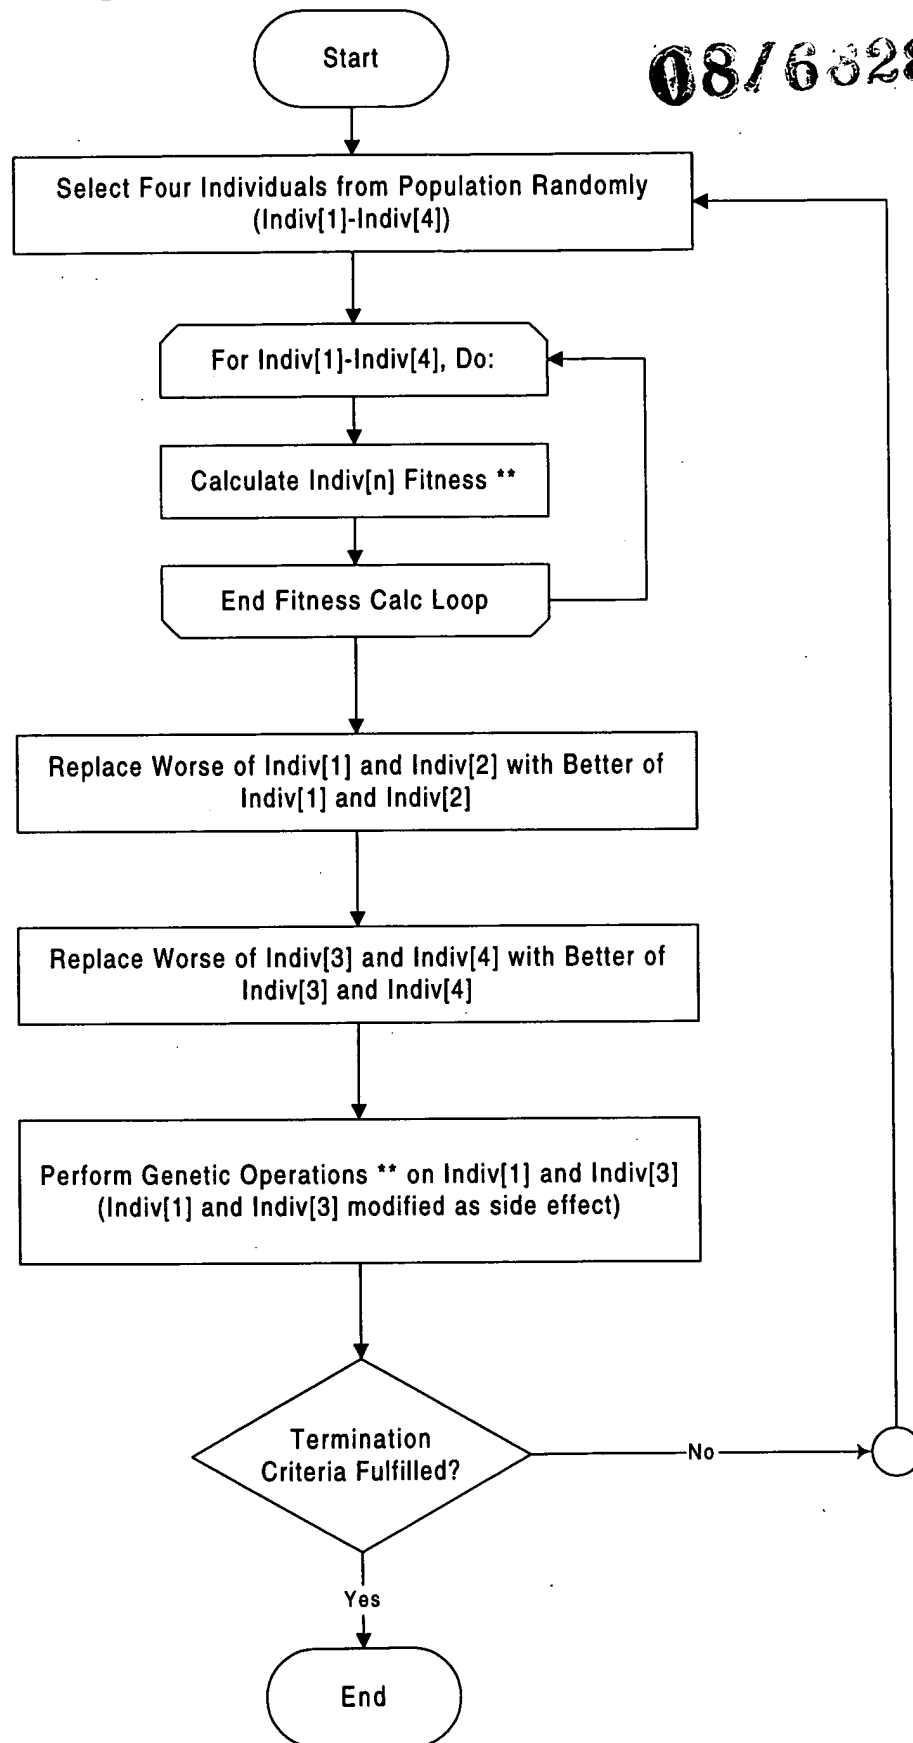 Start
08/6328
Select Four Individuals from Population Randomly
(Indiv[1]-Indiv[4])
For Indiv[1]-Indiv[4], Do:
Calculate Indiv[n] Fitness **
End Fitness Calc Loop
Replace Worse of Indiv[1] and Indiv[2] with Better of
Indiv[1] and Indiv[2]
Replace Worse of Indiv[3] and Indiv[4] with Better of
Indiv[3] and Indiv[4]
Perform Genetic Operations ** on Indiv[1] and Indiv[3]
(Indiv[1] and Indiv[3] modified as side effect)
Termination
Criteria Fulfilled?
No
Yes
End